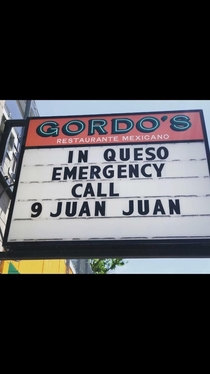 GORDO'S
RESTAURANTE MEXICANO
IN QUESO
EMERGENCY
CALL
9 JUAN JUAN